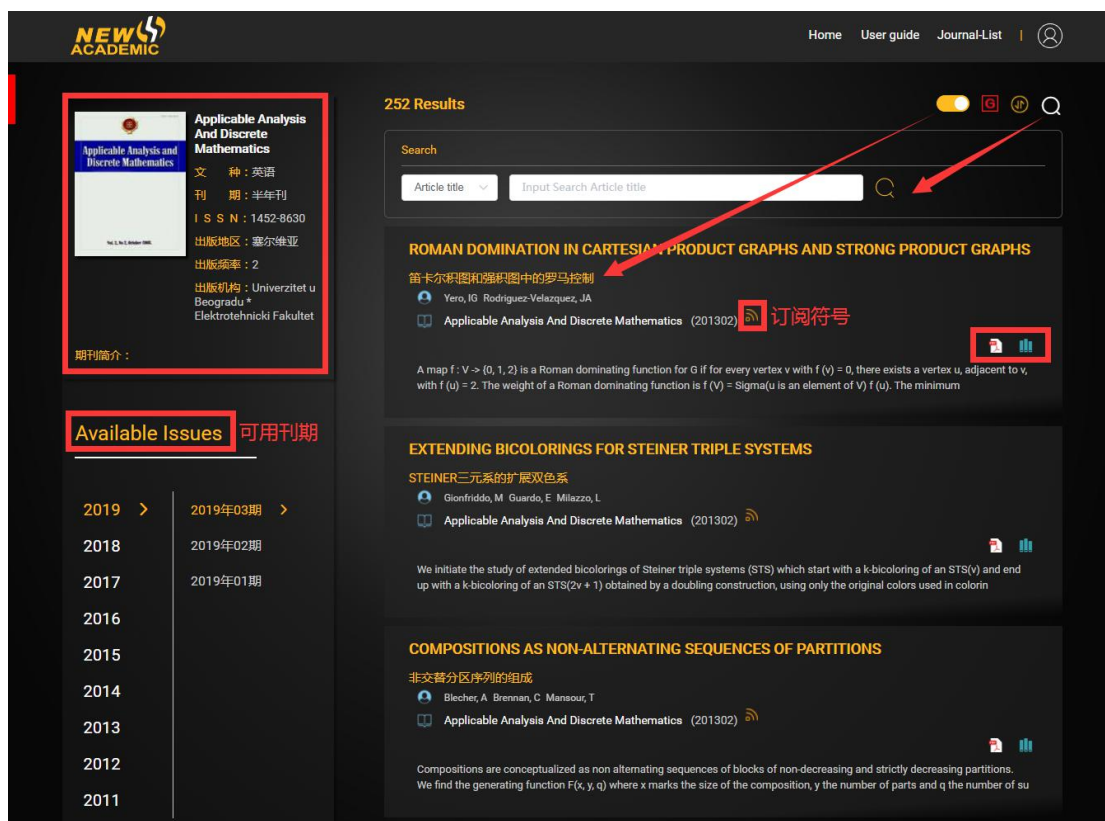 NEW
ACADEMIC
Home User guide Journal-List |
Applicable Analysis and
Discrete Mathematics
Applicable Analysis
And Discrete
Mathematics
文 种：英语
刊 期：半年刊
I S S N：1452-8630
出版地区：塞尔维亚
出版频率：2
出版机构：Univerzitet u
Beogradu *
Elektrotehnicki Fakultet
期刊简介：
Available Issues 可用刊期
2019 > 2019年03期 >
2018 2019年02期
2017 2019年01期
2016
2015
2014
2013
2012
2011
252 Results
G
Search
Article title Input Search Article title
ROMAN DOMINATION IN CARTESIAN PRODUCT GRAPHS AND STRONG PRODUCT GRAPHS
笛卡尔积图和强积图中的罗马控制
Yero, IG Rodriguez-Velazquez, JA
Applicable Analysis And Discrete Mathematics (201302) 订阅符号
A map f : V -> {0, 1, 2} is a Roman dominating function for G if for every vertex v with f (v) = 0, there exists a vertex u, adjacent to v,
with f (u) = 2. The weight of a Roman dominating function is f (V) = Sigma(u is an element of V) f (u). The minimum
EXTENDING BICOLORINGS FOR STEINER TRIPLE SYSTEMS
STEINER三元系的扩展双色系
Gionfriddo, M Guardo, E Milazzo, L
Applicable Analysis And Discrete Mathematics (201302)
We initiate the study of extended bicolorings of Steiner triple systems (STS) which start with a k-bicoloring of an STS(v) and end
up with a k-bicoloring of an STS(2v + 1) obtained by a doubling construction, using only the original colors used in colorin
COMPOSITIONS AS NON-ALTERNATING SEQUENCES OF PARTITIONS
非交替分区序列的组成
Blecher, A Brennan, C Mansour, T
Applicable Analysis And Discrete Mathematics (201302)
Compositions are conceptualized as non alternating sequences of blocks of non-decreasing and strictly decreasing partitions.
We find the generating function F(x, y, q) where x marks the size of the composition, y the number of parts and q the number of su